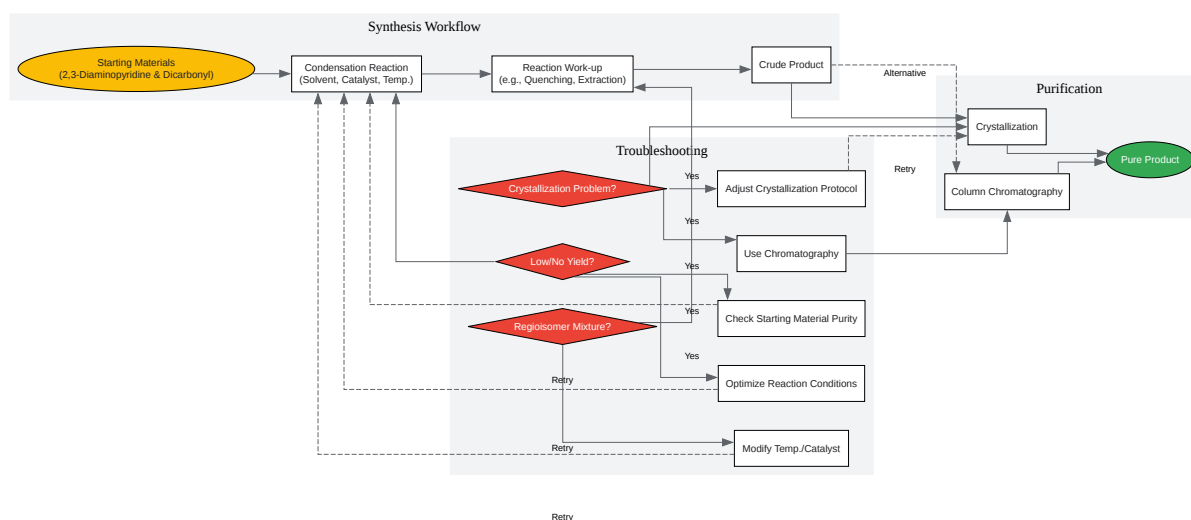 Synthesis Workflow
Starting Materials
(2,3-Diaminopyridine & Dicarbonyl)
Condensation Reaction
(Solvent, Catalyst, Temp.)
Reaction Work-up
(e.g., Quenching, Extraction)
Crude Product
Alternative
Purification
Crystallization
Pure Product
Column Chromatography
Retry
Troubleshooting
Crystallization Problem?
Yes
Adjust Crystallization Protocol
Yes
Use Chromatography
Low/No Yield?
Yes
Check Starting Material Purity
Yes
Regioisomer Mixture?
Yes
Optimize Reaction Conditions
Retry
Modify Temp./Catalyst
Retry
Retry